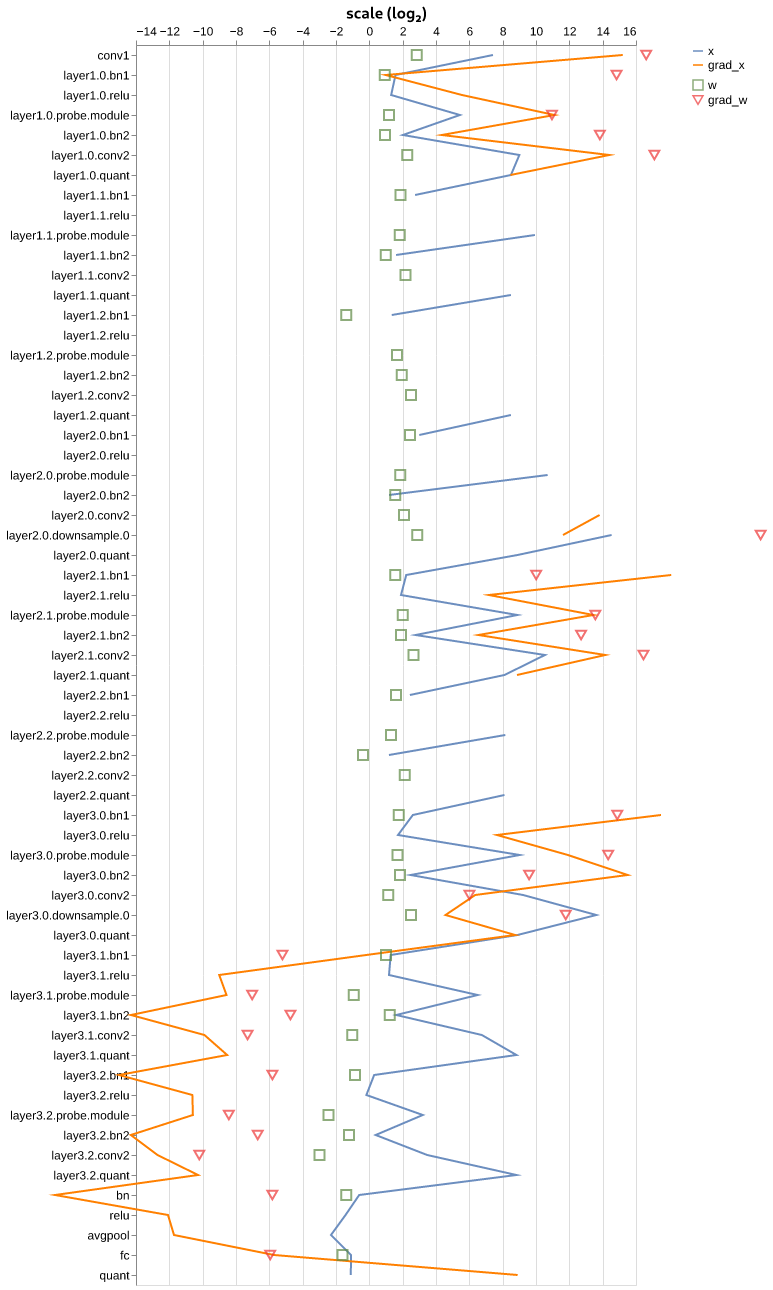 scale (log₂)
−14 −12 −10 −8 −6 −4 −2 0 2 4 6 8 10 12 14 16
x
grad_x
w
grad_w
conv1
layer1.0.bn1
layer1.0.relu
layer1.0.probe.module
layer1.0.bn2
layer1.0.conv2
layer1.0.quant
layer1.1.bn1
layer1.1.relu
layer1.1.probe.module
layer1.1.bn2
layer1.1.conv2
layer1.1.quant
layer1.2.bn1
layer1.2.relu
layer1.2.probe.module
layer1.2.bn2
layer1.2.conv2
layer1.2.quant
layer2.0.bn1
layer2.0.relu
layer2.0.probe.module
layer2.0.bn2
layer2.0.conv2
layer2.0.downsample.0
layer2.0.quant
layer2.1.bn1
layer2.1.relu
layer2.1.probe.module
layer2.1.bn2
layer2.1.conv2
layer2.1.quant
layer2.2.bn1
layer2.2.relu
layer2.2.probe.module
layer2.2.bn2
layer2.2.conv2
layer2.2.quant
layer3.0.bn1
layer3.0.relu
layer3.0.probe.module
layer3.0.bn2
layer3.0.conv2
layer3.0.downsample.0
layer3.0.quant
layer3.1.bn1
layer3.1.relu
layer3.1.probe.module
layer3.1.bn2
layer3.1.conv2
layer3.1.quant
layer3.2.bn1
layer3.2.relu
layer3.2.probe.module
layer3.2.bn2
layer3.2.conv2
layer3.2.quant
bn
relu
avgpool
fc
quant